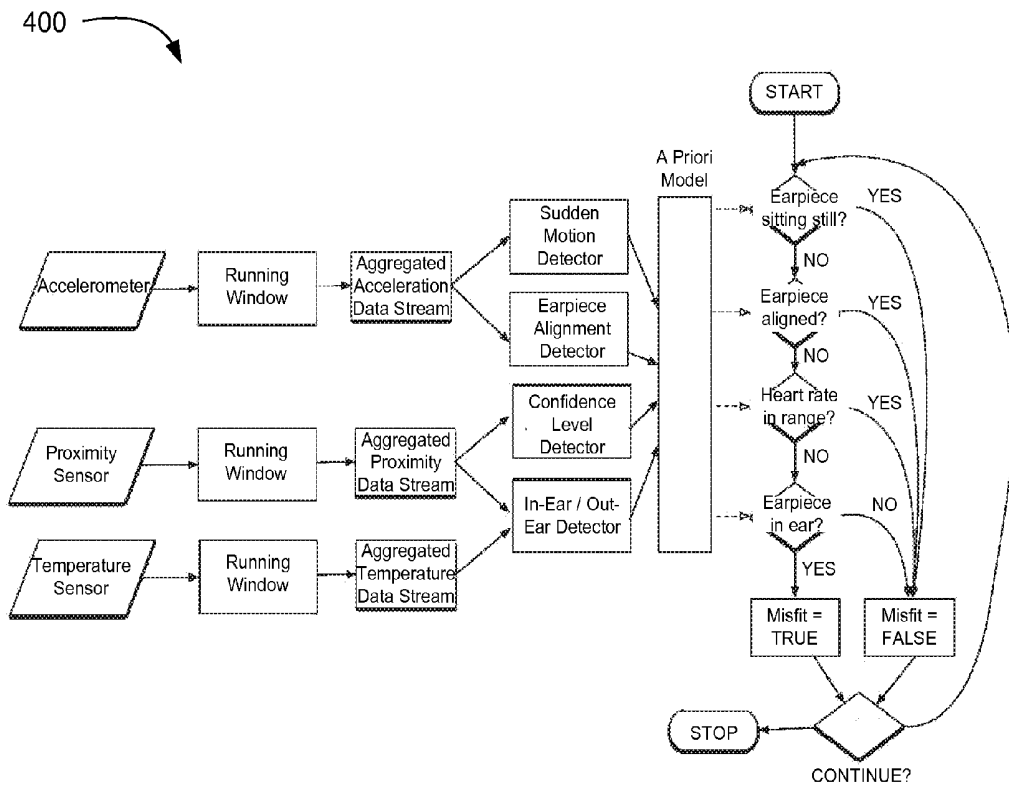 400
START
A Priori
Model
Earpiece
sitting still?
YES
NO
Sudden
Motion
Detector
Accelerometer
Running
Window
Aggregated
Acceleration
Data Stream
Earpiece
Alignment
Detector
Earpiece
aligned?
YES
NO
Heart rate
in range?
YES
NO
Confidence
Level
Detector
Proximity
Sensor
Running
Window
Aggregated
Proximity
Data Stream
In-Ear / Out-
Ear Detector
Earpiece
in ear?
NO
YES
Temperature
Sensor
Running
Window
Aggregated
Temperature
Data Stream
Misfit =
TRUE
Misfit =
FALSE
STOP
CONTINUE?